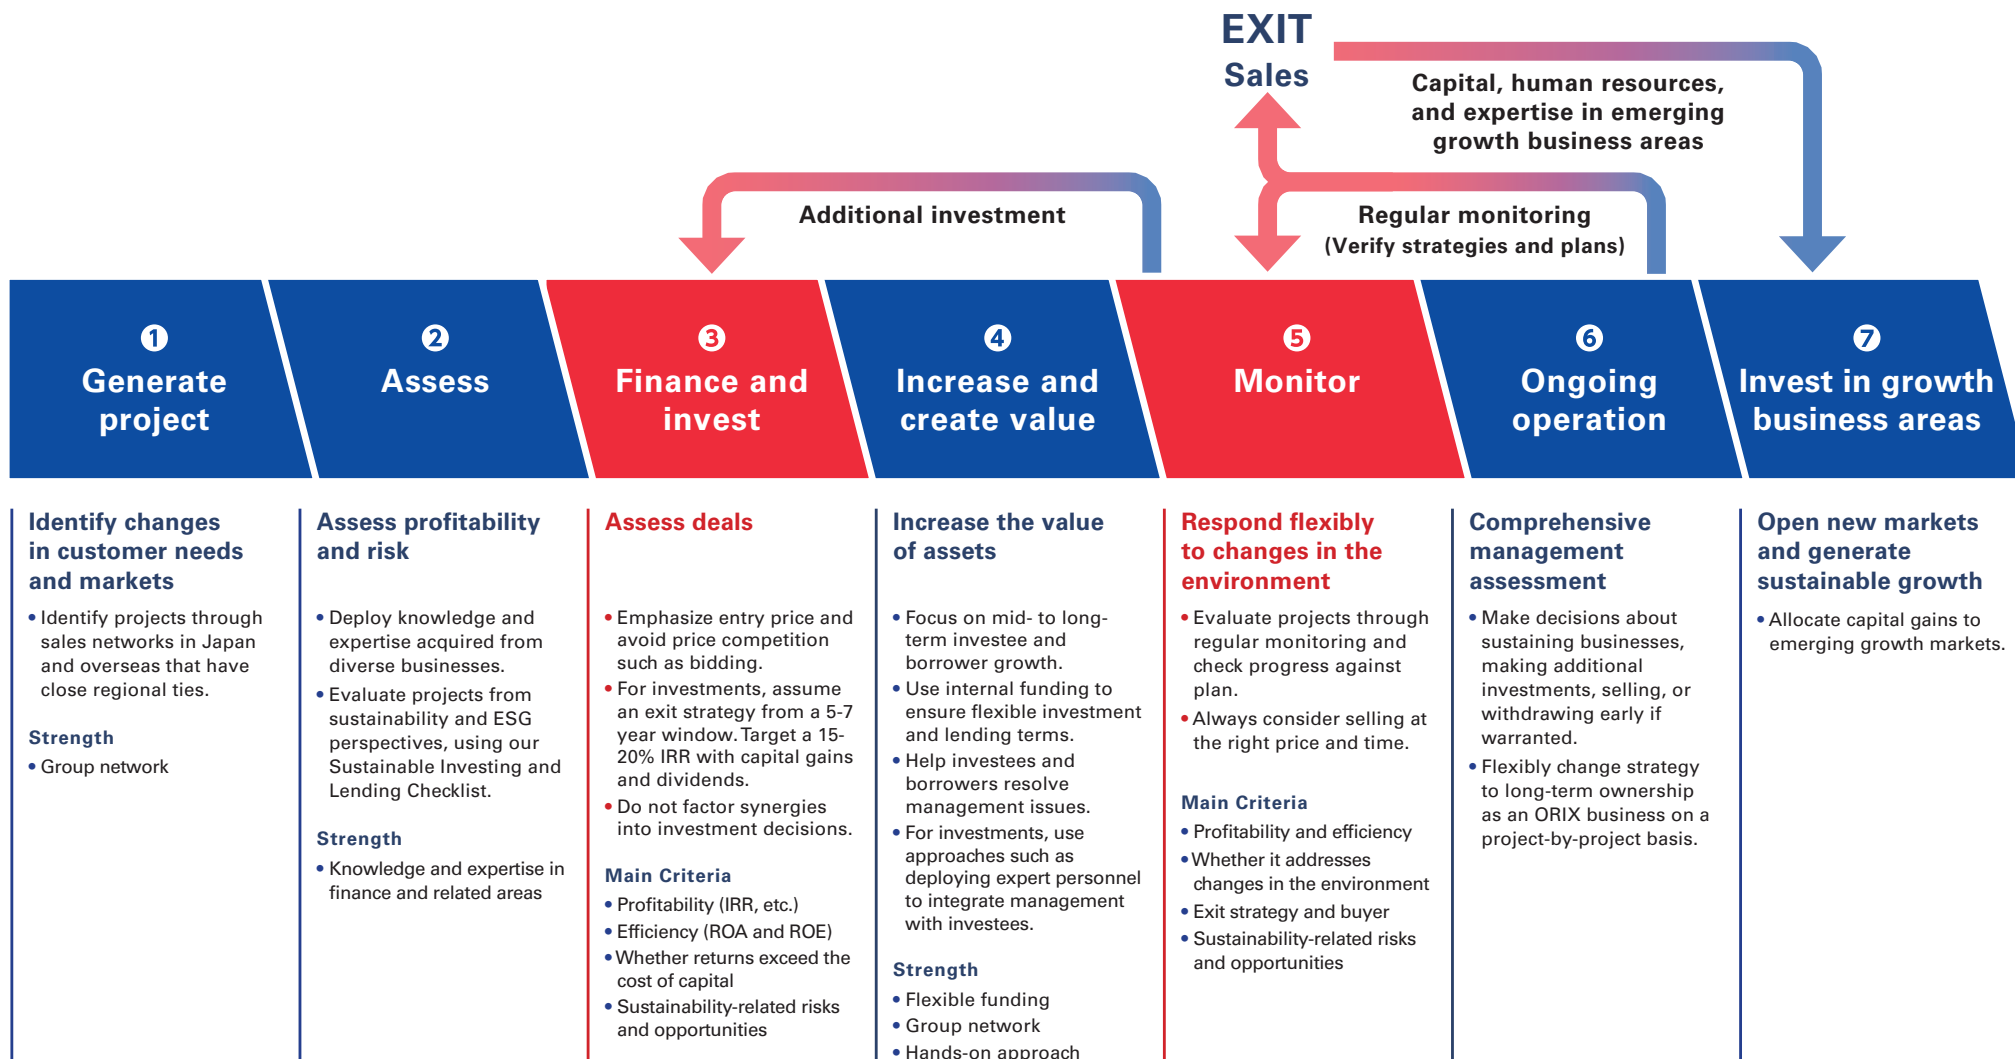 EXIT
Sales
Capital, human resources,
and expertise in emerging
growth business areas
Additional investment
Regular monitoring
(Verify strategies and plans)
1
Generate
project
2
Assess
3
Finance and
invest
4
Increase and
create value
5
Monitor
6
Ongoing
operation
7
Invest in growth
business areas
Identify changes
in customer needs
and markets
• Identify projects through
sales networks in Japan
and overseas that have
close regional ties.
Strength
• Group network
Assess profitability
and risk
• Deploy knowledge and
expertise acquired from
diverse businesses.
• Evaluate projects from
sustainability and ESG
perspectives, using our
Sustainable Investing and
Lending Checklist.
Strength
• Knowledge and expertise in
finance and related areas
Assess deals
• Emphasize entry price and
avoid price competition
such as bidding.
• For investments, assume
an exit strategy from a 5-7
year window. Target a 15-
20% IRR with capital gains
and dividends.
• Do not factor synergies
into investment decisions.
Main Criteria
• Profitability (IRR, etc.)
• Efficiency (ROA and ROE)
• Whether returns exceed the
cost of capital
• Sustainability-related risks
and opportunities
Increase the value
of assets
• Focus on mid- to long-
term investee and
borrower growth.
• Use internal funding to
ensure flexible investment
and lending terms.
• Help investees and
borrowers resolve
management issues.
• For investments, use
approaches such as
deploying expert personnel
to integrate management
with investees.
Strength
• Flexible funding
• Group network
• Hands-on approach
Respond flexibly
to changes in the
environment
• Evaluate projects through
regular monitoring and
check progress against
plan.
• Always consider selling at
the right price and time.
Main Criteria
• Profitability and efficiency
• Whether it addresses
changes in the environment
• Exit strategy and buyer
• Sustainability-related risks
and opportunities
Comprehensive
management
assessment
• Make decisions about
sustaining businesses,
making additional
investments, selling, or
withdrawing early if
warranted.
• Flexibly change strategy
to long-term ownership
as an ORIX business on a
project-by-project basis.
Open new markets
and generate
sustainable growth
• Allocate capital gains to
emerging growth markets.